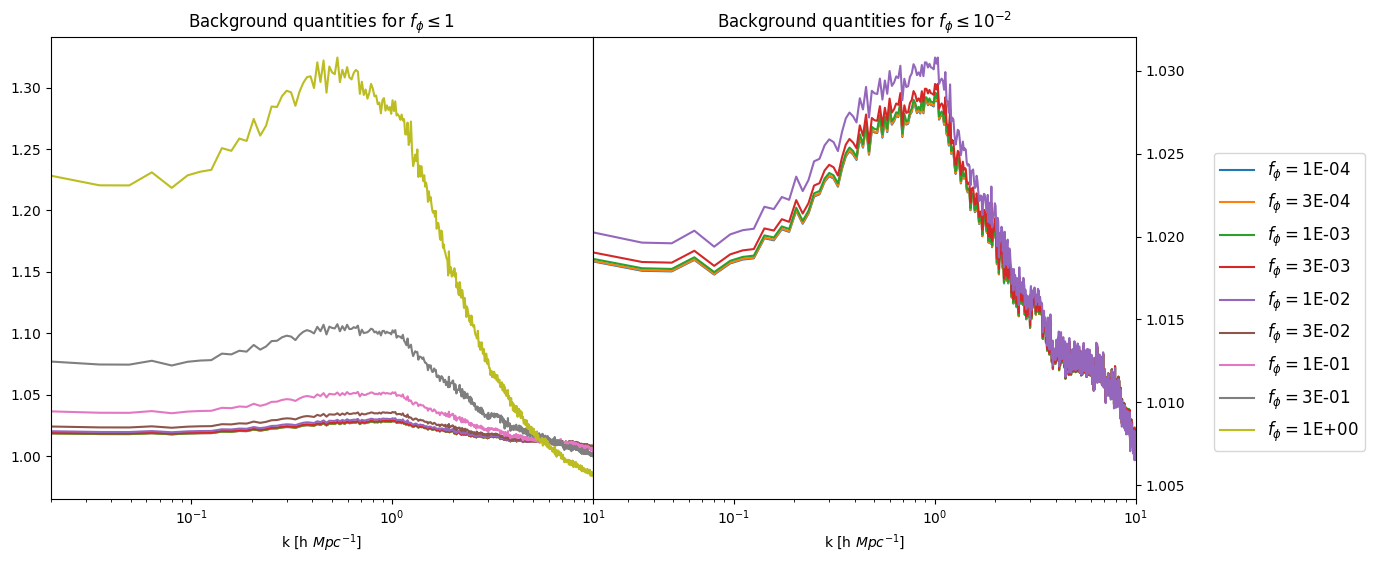 Background quantities for $f_\phi \leq 1$
Background quantities for $f_\phi \leq 10^{-2}$
1.30
1.25
1.20
1.15
1.10
1.05
1.00
1.030
1.025
1.020
1.015
1.010
1.005
$f_\phi = $1E-04
$f_\phi = $3E-04
$f_\phi = $1E-03
$f_\phi = $3E-03
$f_\phi = $1E-02
$f_\phi = $3E-02
$f_\phi = $1E-01
$f_\phi = $3E-01
$f_\phi = $1E+00
$10^{-1}$ $10^0$ $10^1$
$10^{-1}$ $10^0$ $10^1$
k [h $Mpc^{-1}$]
k [h $Mpc^{-1}$]